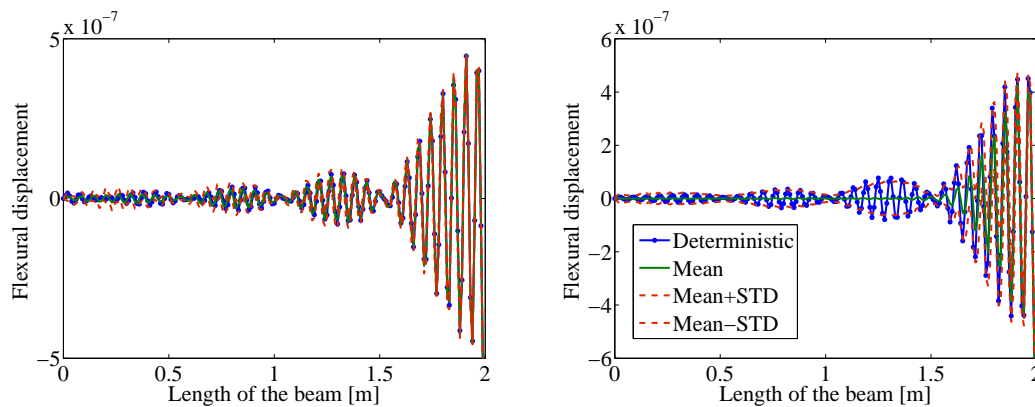 x 10⁻⁷
5
0
−5
Flexural displacement
0
0.5
1
1.5
2
Length of the beam [m]
x 10⁻⁷
6
4
2
0
−2
−4
−6
Flexural displacement
Deterministic
Mean
Mean+STD
Mean−STD
0
0.5
1
1.5
2
Length of the beam [m]